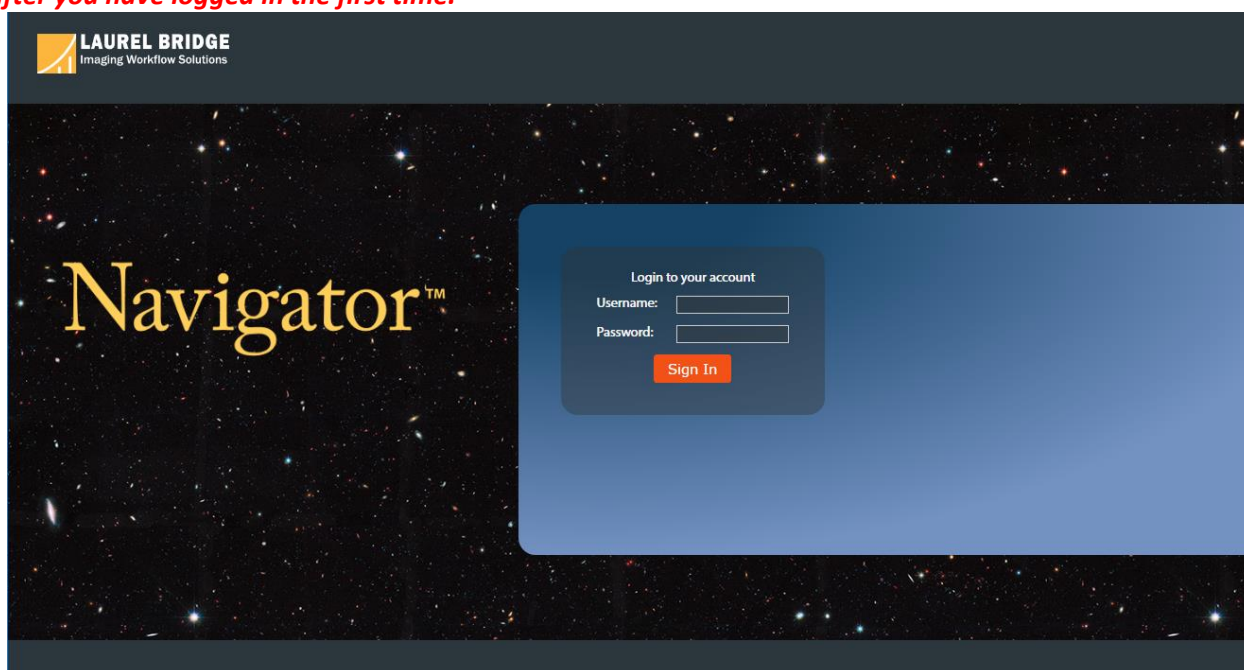 after you have logged in the first time.
LAUREL BRIDGE
Imaging Workflow Solutions
Navigator™
Login to your account
Username:
Password:
Sign In